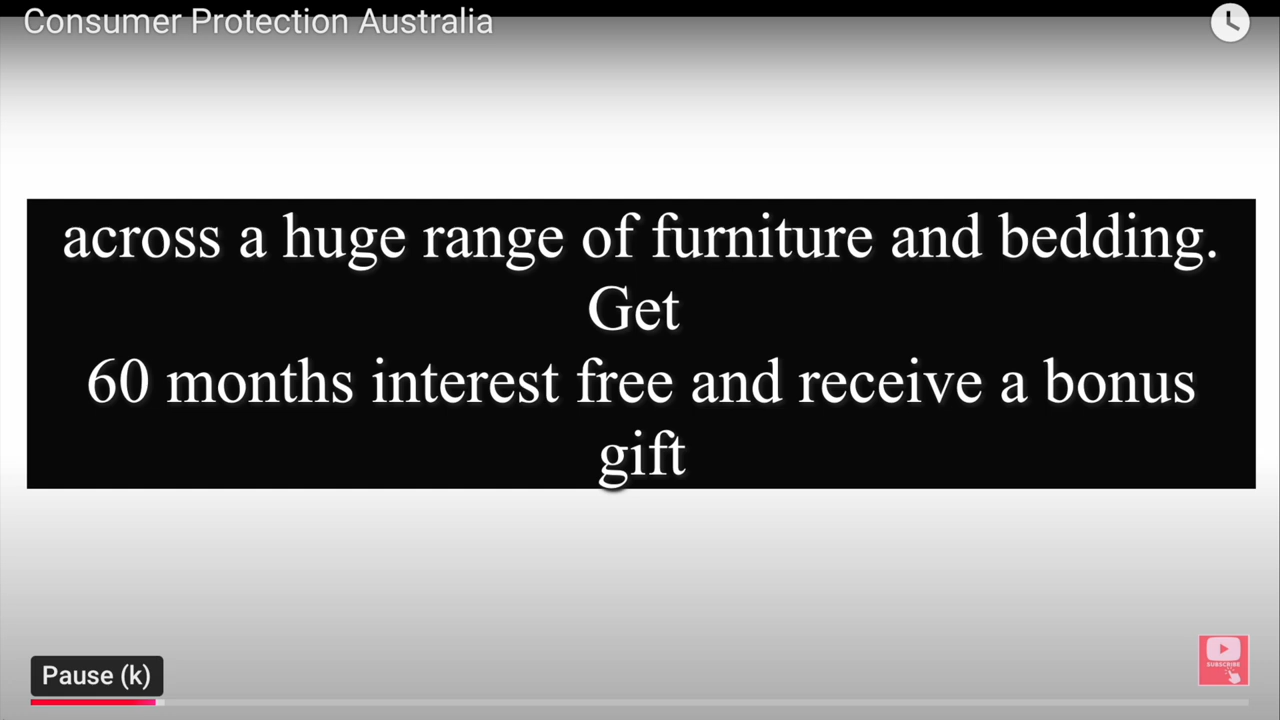 Consumer Protection Australia
across a huge range of furniture and bedding.
Get
60 months interest free and receive a bonus
gift
SUBSCRIBE
Pause (k)